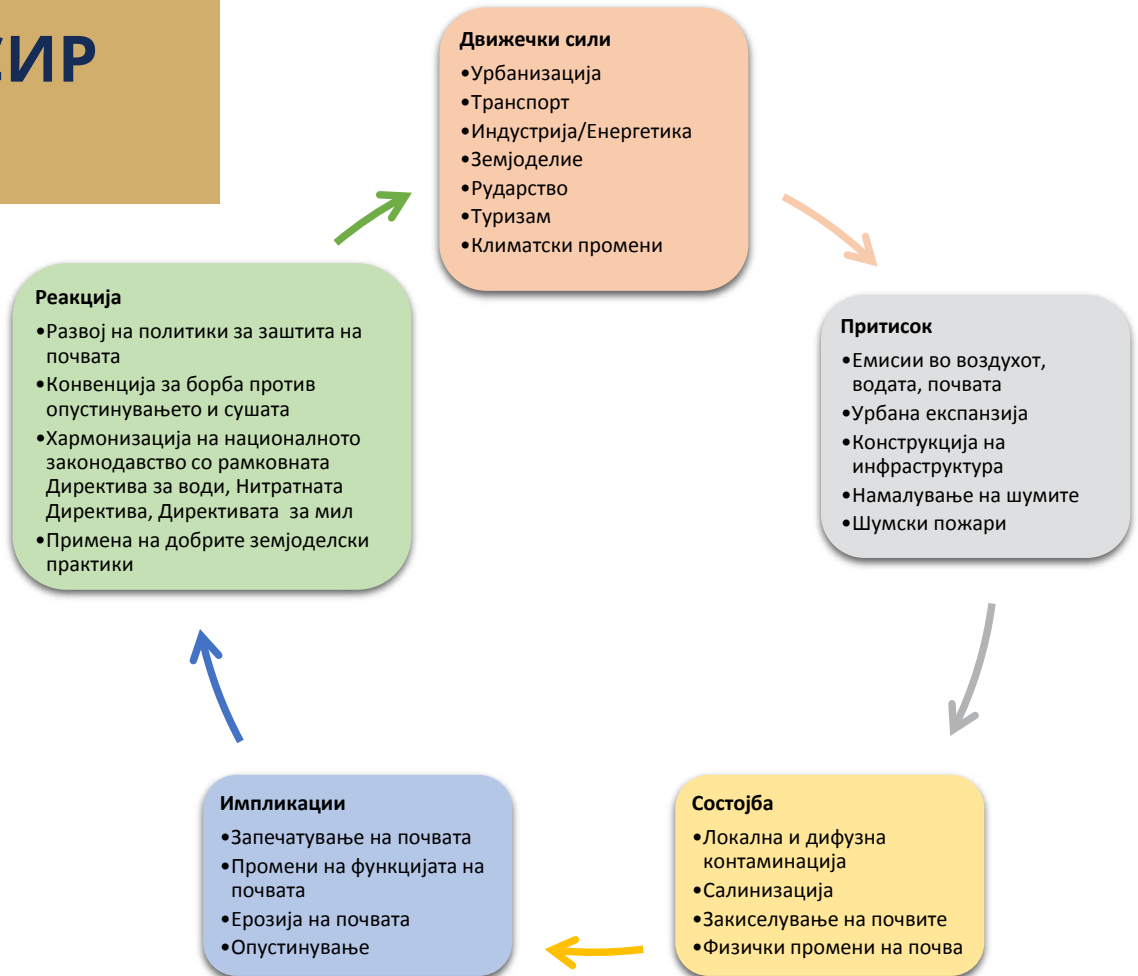 СИР
Движечки сили
•Урбанизација
•Транспорт
•Индустрија/Енергетика
•Земјоделие
•Рударство
•Туризам
•Климатски промени
Притисок
•Емисии во воздухот,
водата, почвата
•Урбана експанзија
•Конструкција на
инфраструктура
•Намалување на шумите
•Шумски пожари
Состојба
•Локална и дифузна
контаминација
•Салинизација
•Закиселување на почвите
•Физички промени на почва
Импликации
•Запечатување на почвата
•Промени на функцијата на
почвата
•Ерозија на почвата
•Опустинување
Реакција
•Развој на политики за заштита на
почвата
•Конвенција за борба против
опустинувањето и сушата
•Хармонизација на националното
законодавство со рамковната
Директива за води, Нитратната
Директива, Директивата за мил
•Примена на добрите земјоделски
практики